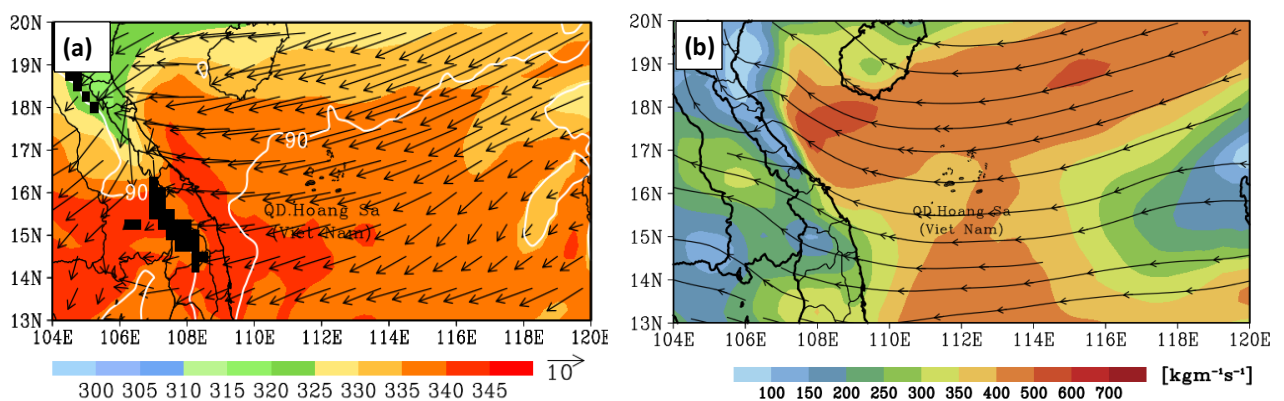 (a)
20N
19N
18N
17N
16N
15N
14N
13N
0
90
90
QD.Hoang Sa
(Viet Nam)
104E 106E 108E 110E 112E 114E 116E 118E 120E
300 305 310 315 320 325 330 335 340 345
10
(b)
20N
19N
18N
17N
16N
15N
14N
13N
QD.Hoang Sa
(Viet Nam)
104E 106E 108E 110E 112E 114E 116E 118E 120E
100 150 200 250 300 350 400 500 600 700
[kgm⁻¹s⁻¹]